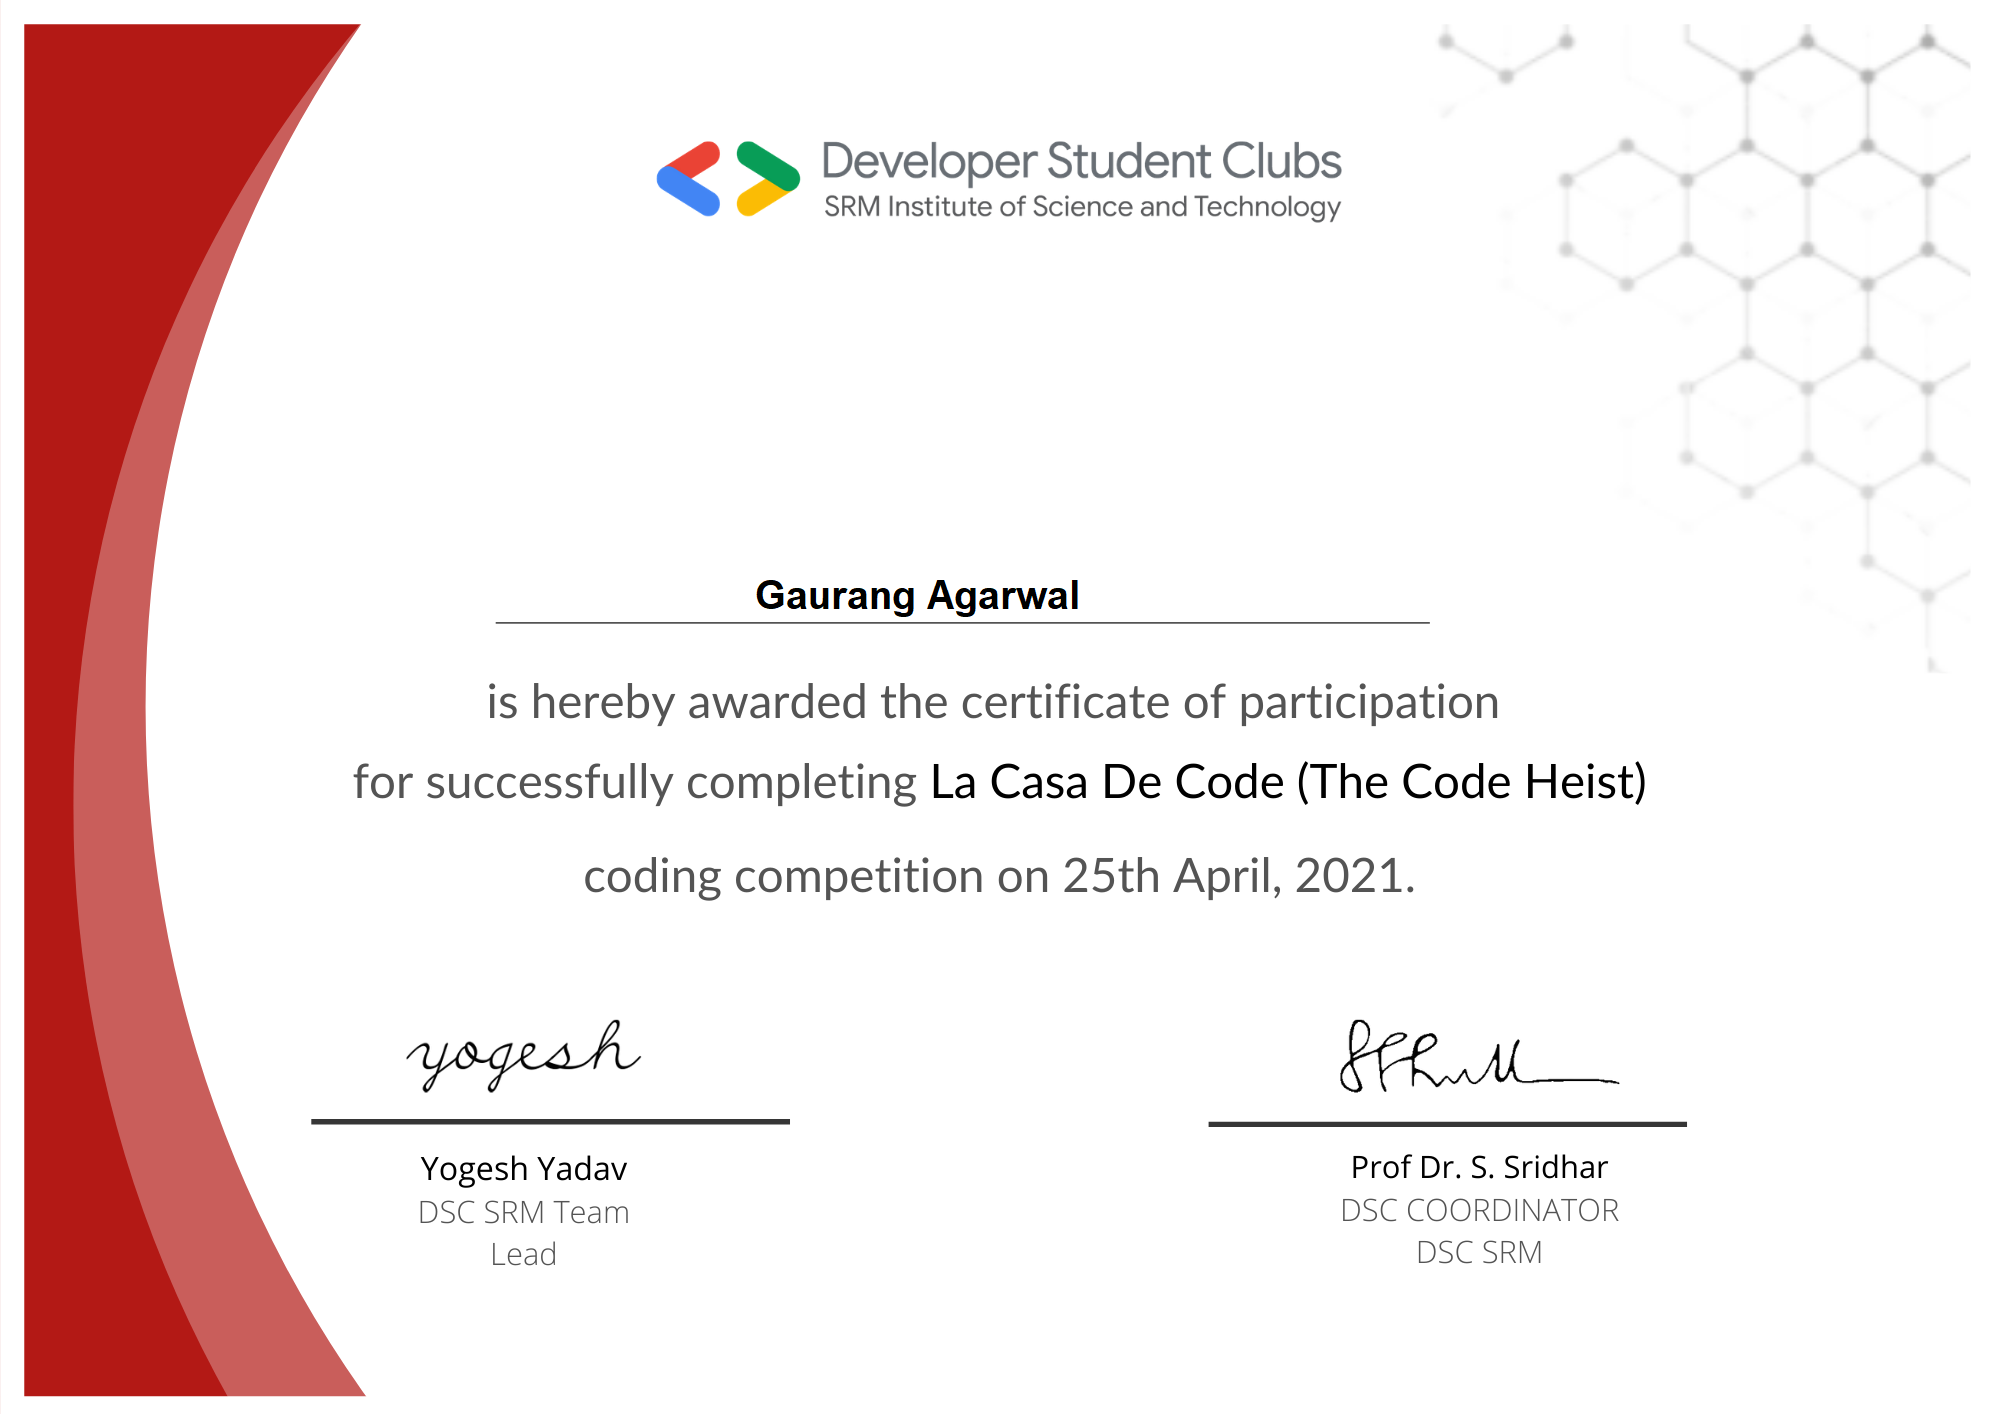 Developer Student Clubs
SRM Institute of Science and Technology
Gaurang Agarwal
is hereby awarded the certificate of participation
for successfully completing La Casa De Code (The Code Heist)
coding competition on 25th April, 2021.
yogesh
Yogesh Yadav
DSC SRM Team
Lead
Prof Dr. S. Sridhar
DSC COORDINATOR
DSC SRM